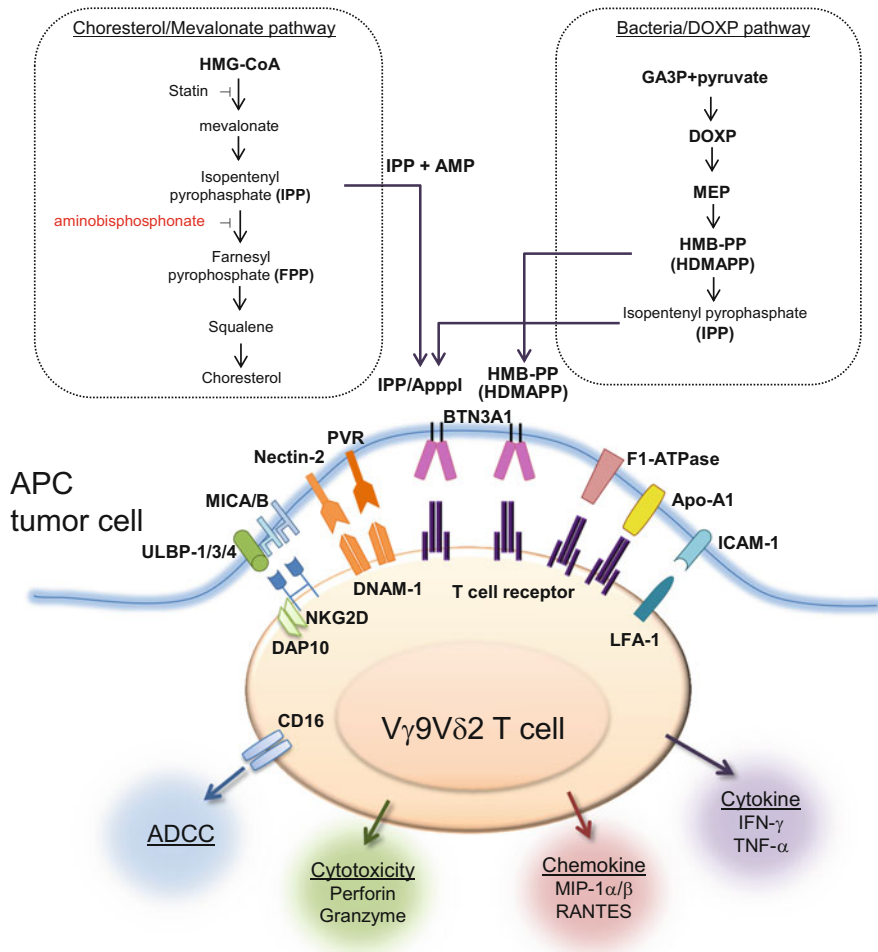 Choresterol/Mevalonate pathway
HMG-CoA
Statin
mevalonate
Isopentenyl
pyropphasphate (IPP)
aminobisphosphonate
Farnesyl
pyrophosphate (FPP)
Squalene
Choresterol
IPP + AMP
Bacteria/DOXP pathway
GA3P+pyruvate
DOXP
MEP
HMB-PP
(HDMAPP)
Isopentenyl pyrophasphate
(IPP)
IPP/ApppI
HMB-PP
(HDMAPP)
BTN3A1
PVR
Nectin-2
MICA/B
ULBP-1/3/4
APC
tumor cell
F1-ATPase
Apo-A1
ICAM-1
DNAM-1
T cell receptor
NKG2D
DAP10
LFA-1
CD16
Vγ9Vδ2 T cell
ADCC
Cytotoxicity
Perforin
Granzyme
Chemokine
MIP-1α/β
RANTES
Cytokine
IFN-γ
TNF-α